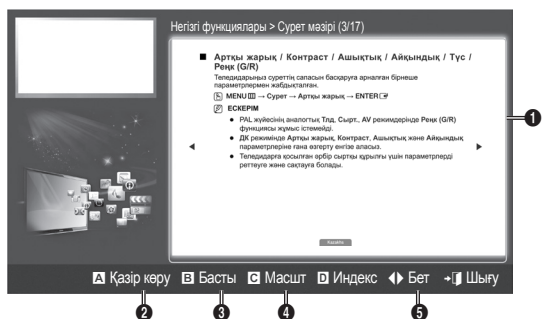 Негізгі функциялары > Сурет мәзірі (3/17)
■ Артқы жарық / Контраст / Ашықтық / Айқындық / Түс /
Реңк (G/R)
Теледидарыңыз суреттің сапасын басқаруға арналған бірнеше
параметрлермен жабдықталған.
MENU → Сурет → Артқы жарық → ENTER
ЕСКЕРІМ
● PAL жүйесінің аналогтық Тлд, Сырт., AV режимдерінде Реңк (G/R)
функциясы жұмыс істемейді.
● ДК режимінде Артқы жарық, Контраст, Ашықтық және Айқындық
параметрлеріне ғана өзгерту енгізе аласыз.
● Теледидарға қосылған әрбір сыртқы құрылғы үшін параметрлерді
реттеуге және сақтауға болады.
◀ ▶
1
A Қазір көру B Басты C Масшт D Индекс ◀▶ Бет Шығу
2 3 4 5